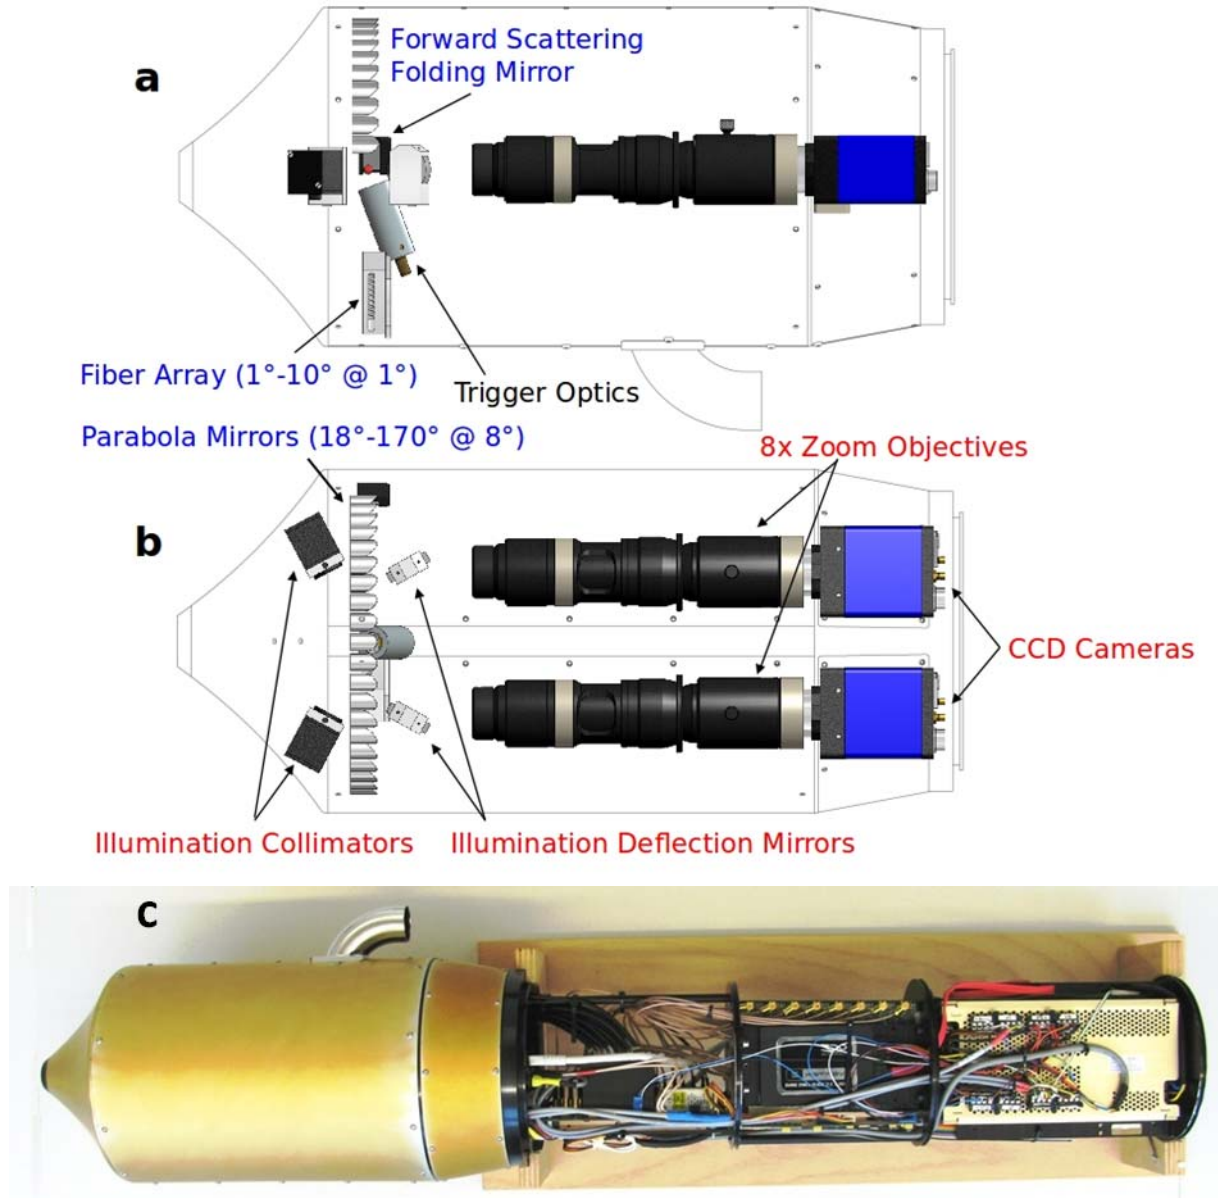 a
Forward Scattering
Folding Mirror
Fiber Array (1°-10° @ 1°)
Trigger Optics
Parabola Mirrors (18°-170° @ 8°)
8x Zoom Objectives
b
CCD Cameras
Illumination Collimators
Illumination Deflection Mirrors
c